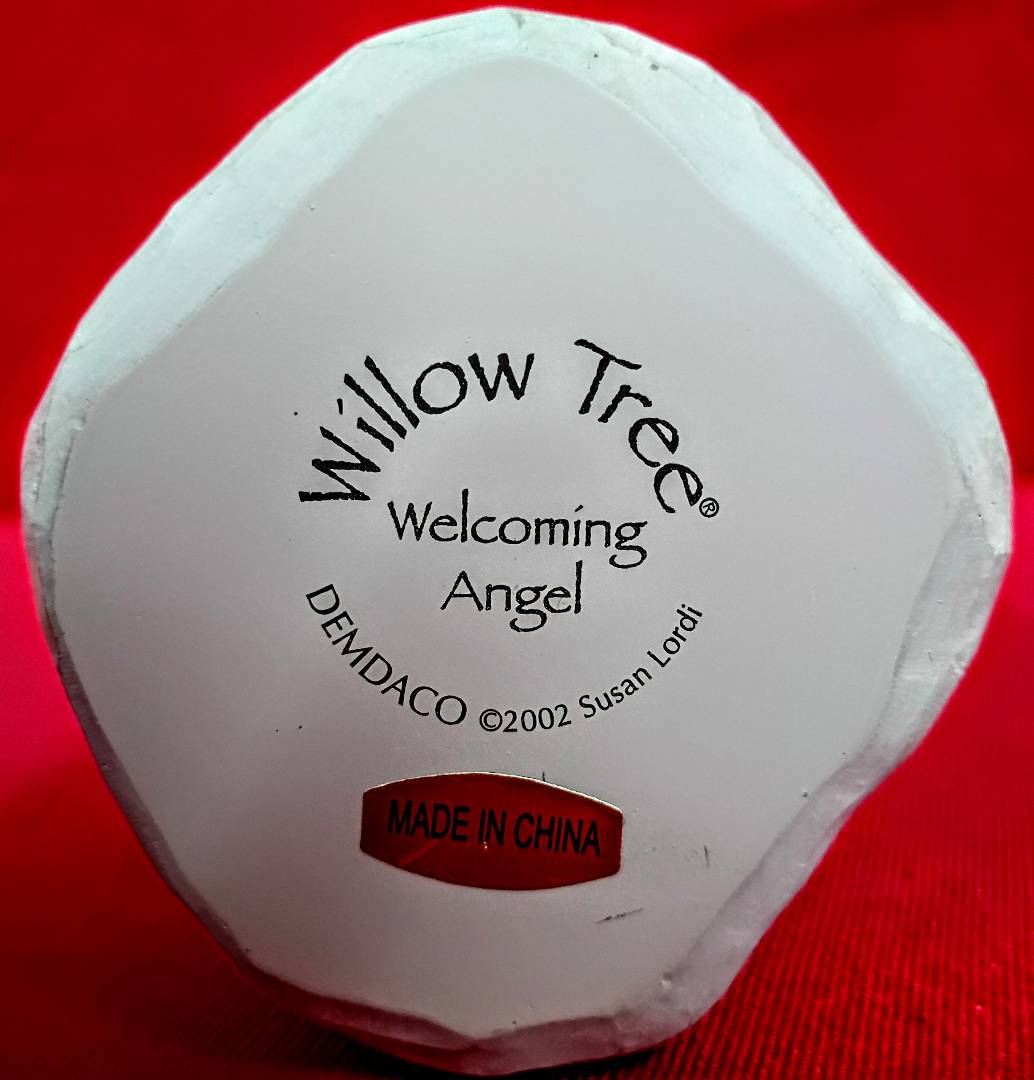 Willow Tree®
Welcoming
Angel
DEMDACO ©2002 Susan Lordi
MADE IN CHINA